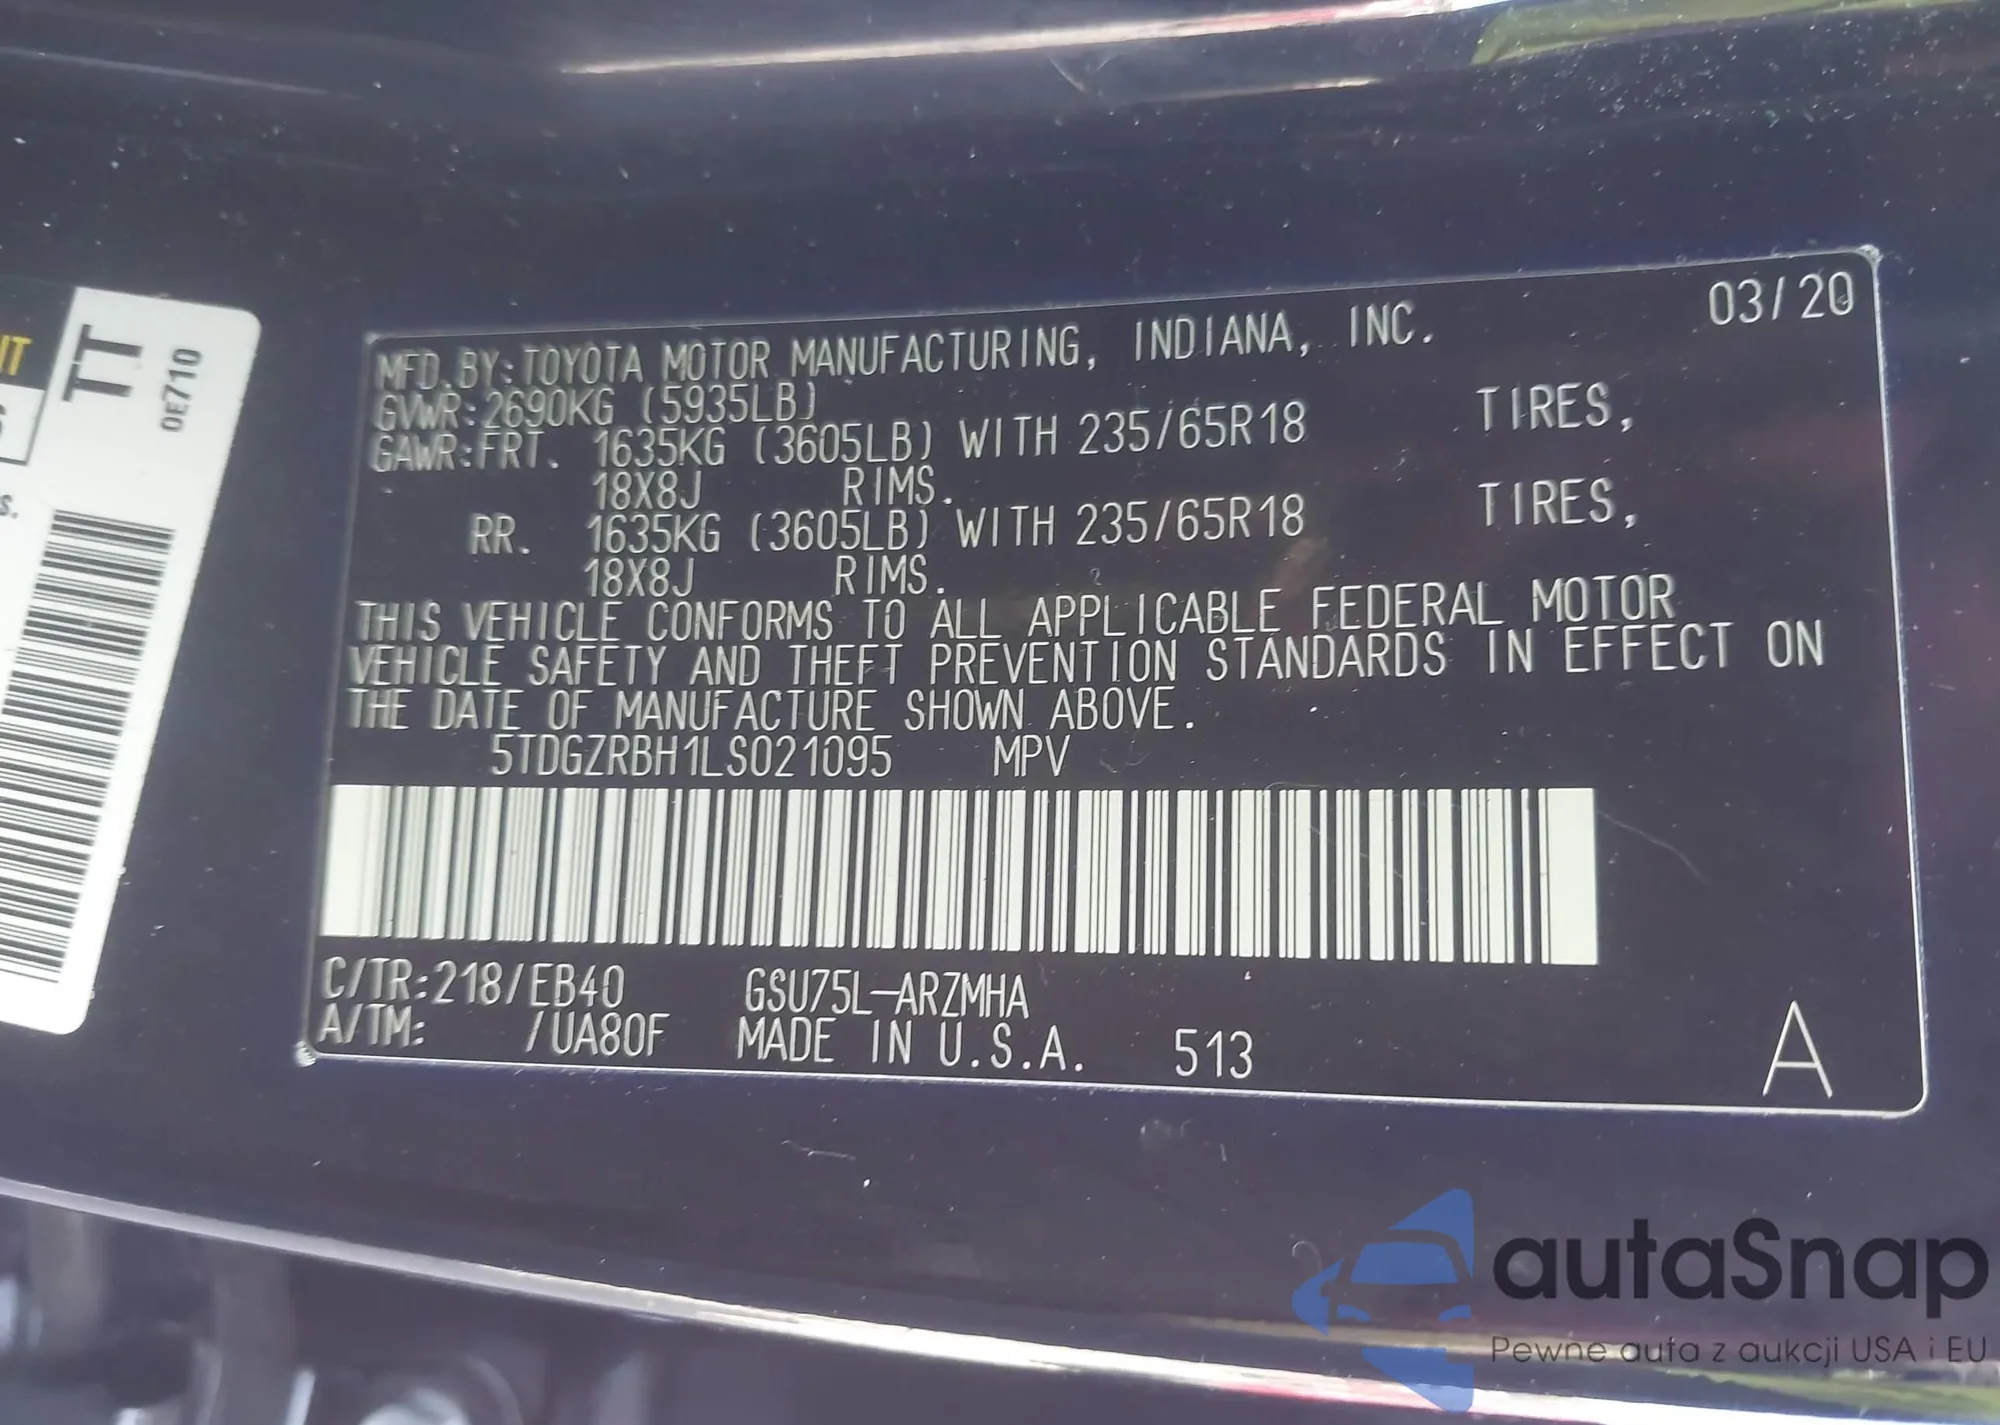 IT
TT
0E710
s.
03/20
MFD.BY:TOYOTA MOTOR MANUFACTURING, INDIANA, INC.
GVWR:2690KG (5935LB)
GAWR:FRT. 1635KG (3605LB) WITH 235/65R18 TIRES,
18X8J RIMS.
RR. 1635KG (3605LB) WITH 235/65R18 TIRES,
18X8J RIMS.
THIS VEHICLE CONFORMS TO ALL APPLICABLE FEDERAL MOTOR
VEHICLE SAFETY AND THEFT PREVENTION STANDARDS IN EFFECT ON
THE DATE OF MANUFACTURE SHOWN ABOVE.
5TDGZRBH1LS021095 MPV
C/TR:218/EB40 GSU75L-ARZMHA
A/TM: /UA80F MADE IN U.S.A. 513 A
autaSnap
Pewne auta z aukcji USA i EU